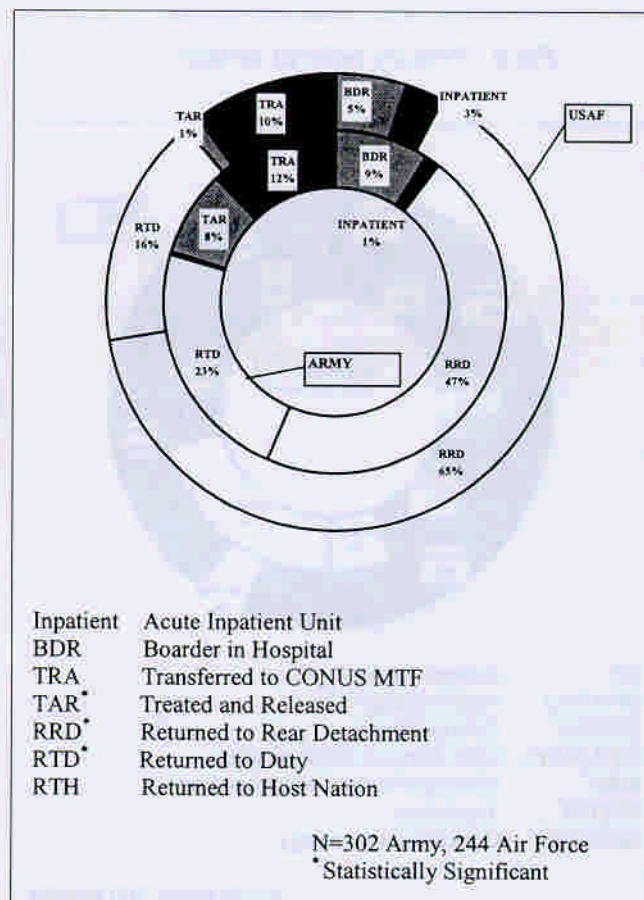 BDR
5%
INPATIENT
3%
USAF
TRA
10%
TAR
1%
TRA
12%
BDR
9%
RTD
16%
TAR
8%
INPATIENT
1%
RTD
23%
ARMY
RRD
47%
RRD
65%
Inpatient Acute Inpatient Unit
BDR Boarder in Hospital
TRA Transferred to CONUS MTF
TAR* Treated and Released
RRD* Returned to Rear Detachment
RTD* Returned to Duty
RTH Returned to Host Nation
N=302 Army, 244 Air Force
*Statistically Significant